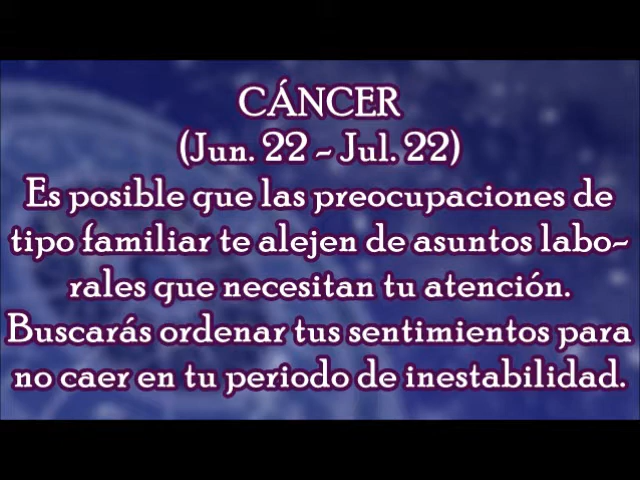 CÁNCER
(Jun. 22 - Jul. 22)
Es posible que las preocupaciones de
tipo familiar te alejen de asuntos labo-
rales que necesitan tu atención.
Buscarás ordenar tus sentimientos para
no caer en tu periodo de inestabilidad.